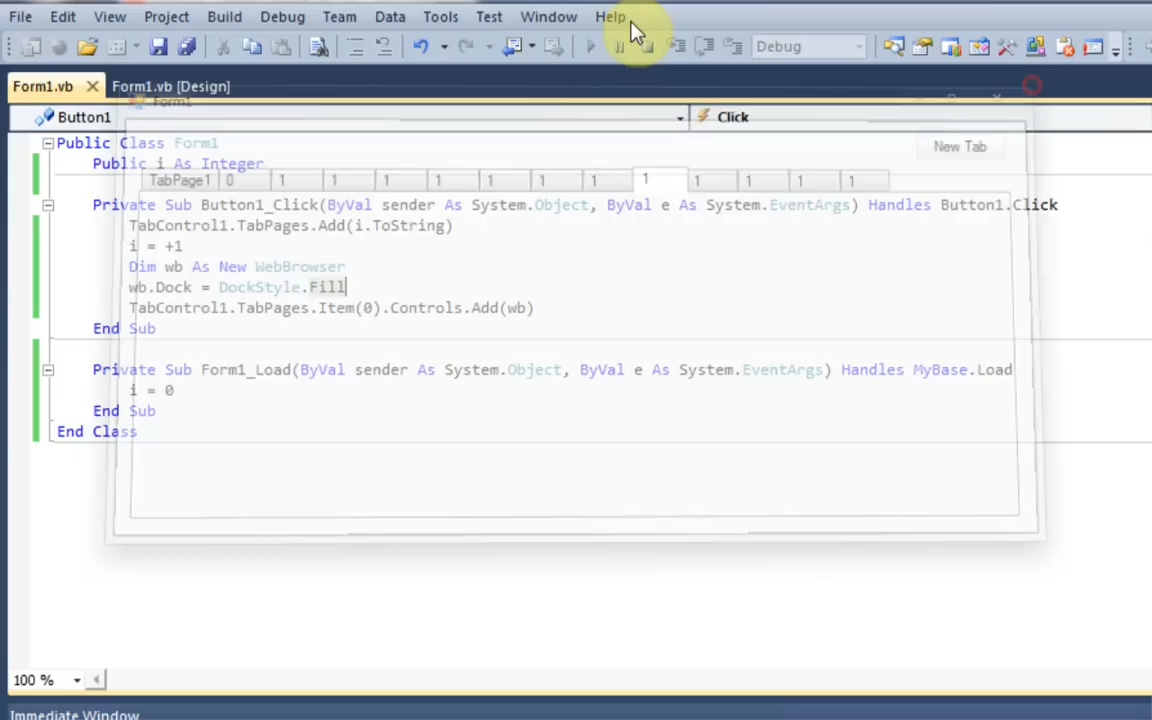 File Edit View Project Build Debug Team Data Tools Test Window Help
Debug
Form1.vb Form1.vb [Design]
Form1
Button1 Click
New Tab
Public Class Form1
Public i As Integer
TabPage1 0 1 1 1 1 1 1 1 1 1 1 1 1
Private Sub Button1_Click(ByVal sender As System.Object, ByVal e As System.EventArgs) Handles Button1.Click
TabControl1.TabPages.Add(i.ToString)
i = +1
Dim wb As New WebBrowser
wb.Dock = DockStyle.Fill
TabControl1.TabPages.Item(0).Controls.Add(wb)
End Sub
Private Sub Form1_Load(ByVal sender As System.Object, ByVal e As System.EventArgs) Handles MyBase.Load
i = 0
End Sub
End Class
100 %
Immediate Window